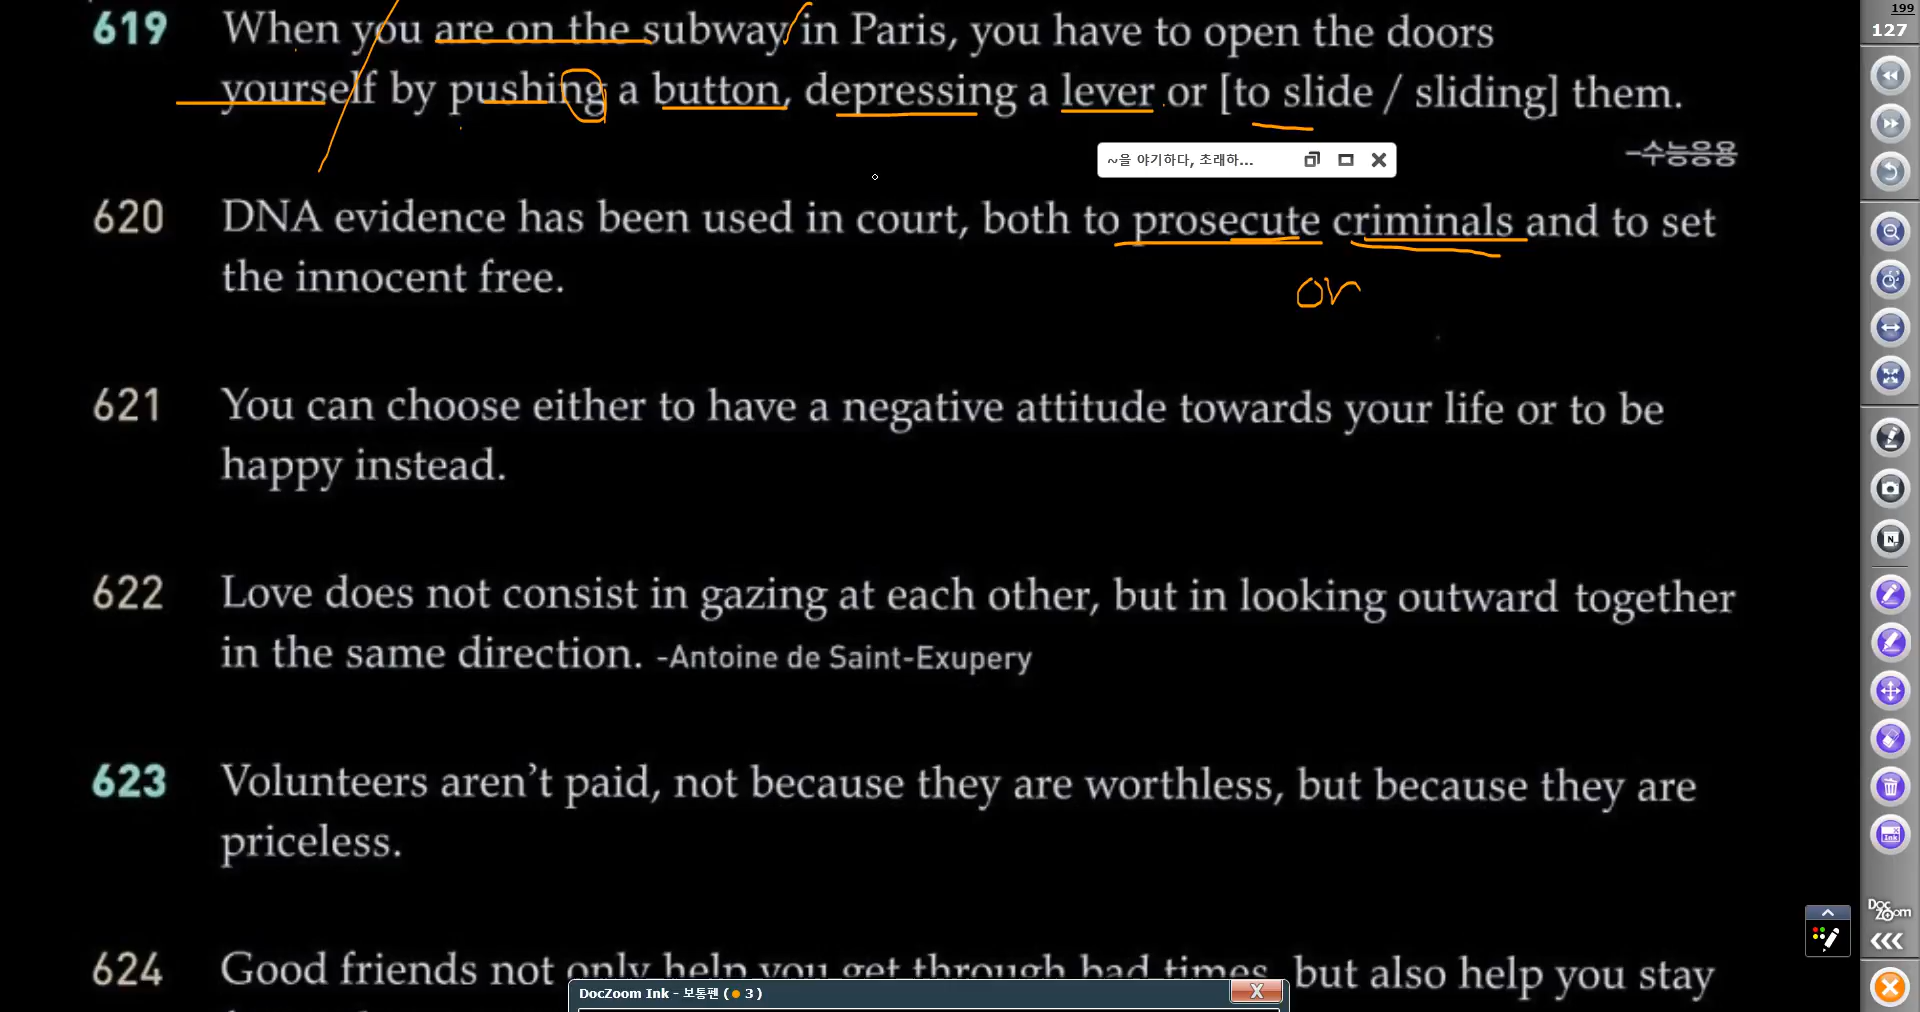 199
127
619 When you are on the subway in Paris, you have to open the doors
yourself by pushing a button, depressing a lever or [to slide / sliding] them.
~을 야기하다, 초래하...
-수능응용
620 DNA evidence has been used in court, both to prosecute criminals and to set
the innocent free.
or
621 You can choose either to have a negative attitude towards your life or to be
happy instead.
622 Love does not consist in gazing at each other, but in looking outward together
in the same direction. -Antoine de Saint-Exupery
623 Volunteers aren't paid, not because they are worthless, but because they are
priceless.
624 Good friends not only help you get through bad times, but also help you stay
DocZoom Ink - 보통펜 ( 3 )
Doc
Zoom